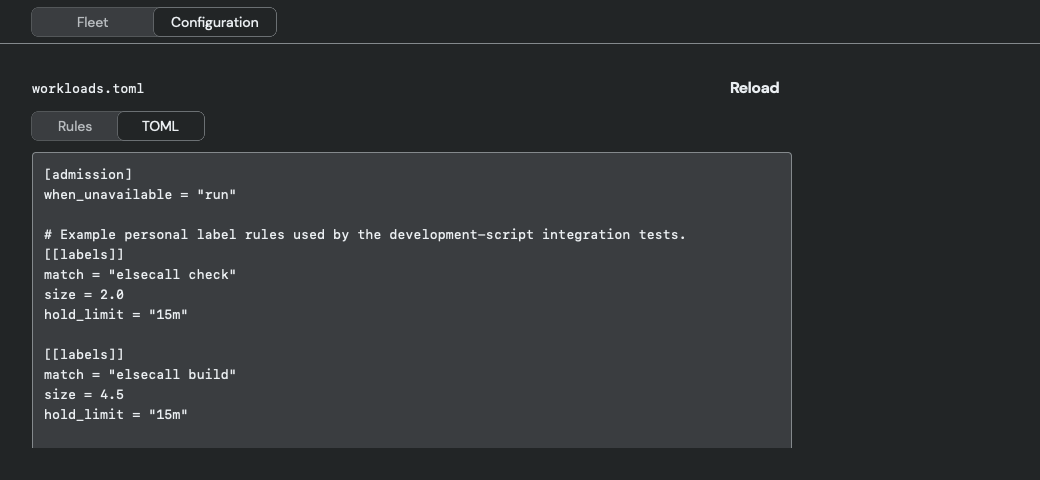 Fleet Configuration
workloads.toml Reload
Rules TOML
[admission]
when_unavailable = "run"
# Example personal label rules used by the development-script integration tests.
[[labels]]
match = "elsecall check"
size = 2.0
hold_limit = "15m"
[[labels]]
match = "elsecall build"
size = 4.5
hold_limit = "15m"